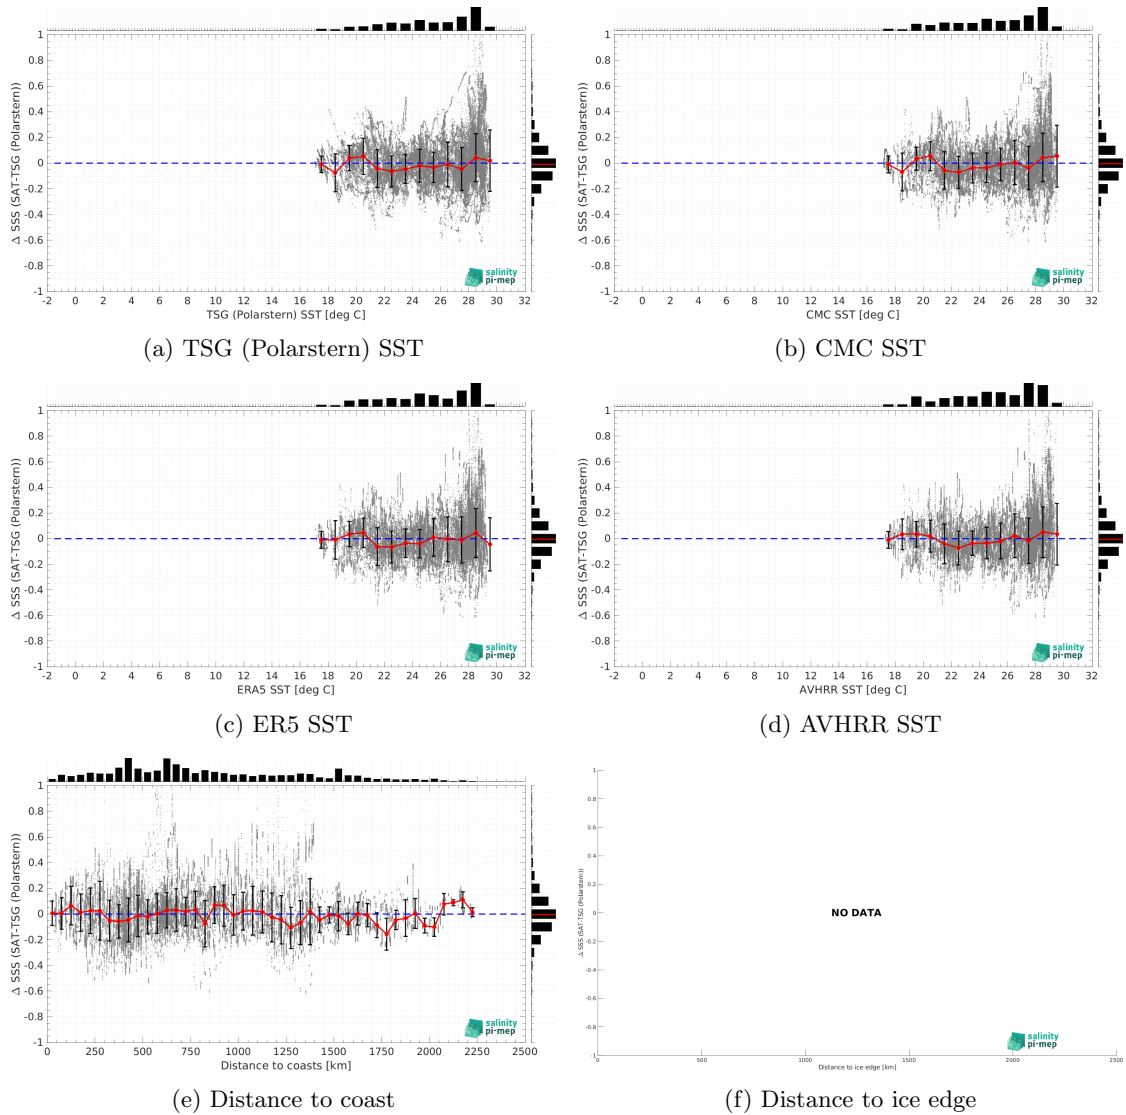 1
0.8
0.6
0.4
0.2
0
-0.2
-0.4
-0.6
-0.8
-1
Δ SSS (SAT-TSG (Polarstern))
salinity
pi-mep
-2 0 2 4 6 8 10 12 14 16 18 20 22 24 26 28 30 32
TSG (Polarstern) SST [deg C]
(a) TSG (Polarstern) SST
1
0.8
0.6
0.4
0.2
0
-0.2
-0.4
-0.6
-0.8
-1
Δ SSS (SAT-TSG (Polarstern))
salinity
pi-mep
-2 0 2 4 6 8 10 12 14 16 18 20 22 24 26 28 30 32
CMC SST [deg C]
(b) CMC SST
1
0.8
0.6
0.4
0.2
0
-0.2
-0.4
-0.6
-0.8
-1
Δ SSS (SAT-TSG (Polarstern))
salinity
pi-mep
-2 0 2 4 6 8 10 12 14 16 18 20 22 24 26 28 30 32
ERA5 SST [deg C]
(c) ER5 SST
1
0.8
0.6
0.4
0.2
0
-0.2
-0.4
-0.6
-0.8
-1
Δ SSS (SAT-TSG (Polarstern))
salinity
pi-mep
-2 0 2 4 6 8 10 12 14 16 18 20 22 24 26 28 30 32
AVHRR SST [deg C]
(d) AVHRR SST
1
0.8
0.6
0.4
0.2
0
-0.2
-0.4
-0.6
-0.8
-1
Δ SSS (SAT-TSG (Polarstern))
salinity
pi-mep
0 250 500 750 1000 1250 1500 1750 2000 2250 2500
Distance to coasts [km]
(e) Distance to coast
1
0.8
0.6
0.4
0.2
0
-0.2
-0.4
-0.6
-0.8
-1
Δ SSS (SAT-TSG (Polarstern))
NO DATA
salinity
pi-mep
0 500 1000 1500 2000 2500
Distance to ice edge [km]
(f) Distance to ice edge